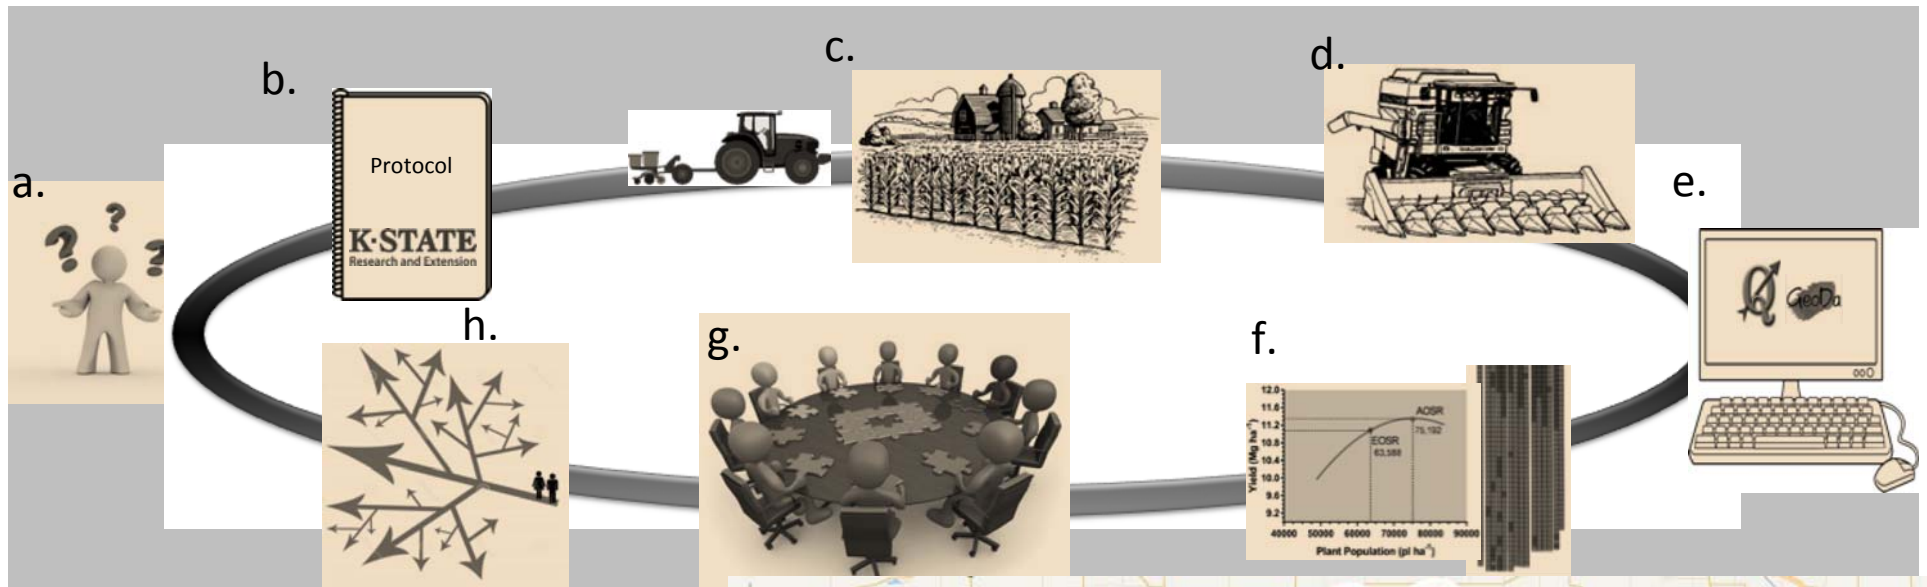 a.
b.
Protocol
K·STATE
Research and Extension
c.
d.
e.
GeoDa
f.
12.0
11.6
11.2
10.8
10.4
10.0
9.6
9.2
Yield (Mg ha⁻¹)
AOSR
75,192
EOSR
63,588
40000 50000 60000 70000 80000 90000
Plant Population (pl ha⁻¹)
g.
h.